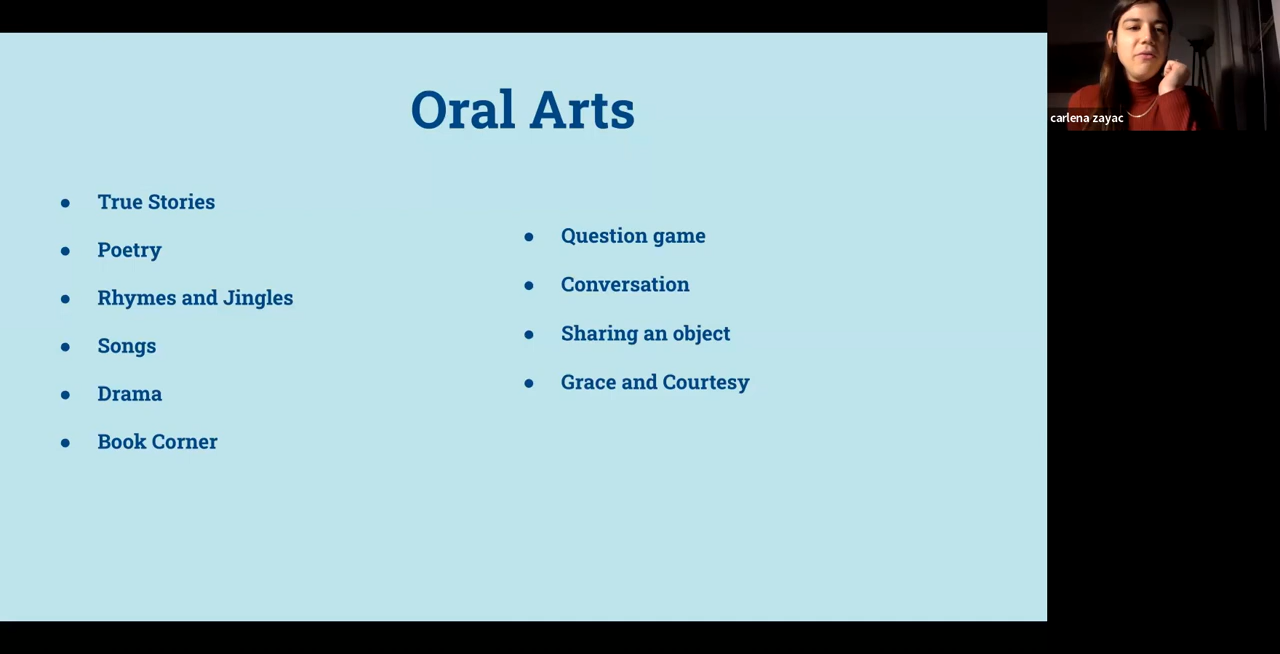 Oral Arts
● True Stories
● Poetry
● Rhymes and Jingles
● Songs
● Drama
● Book Corner
● Question game
● Conversation
● Sharing an object
● Grace and Courtesy
carlena zayac